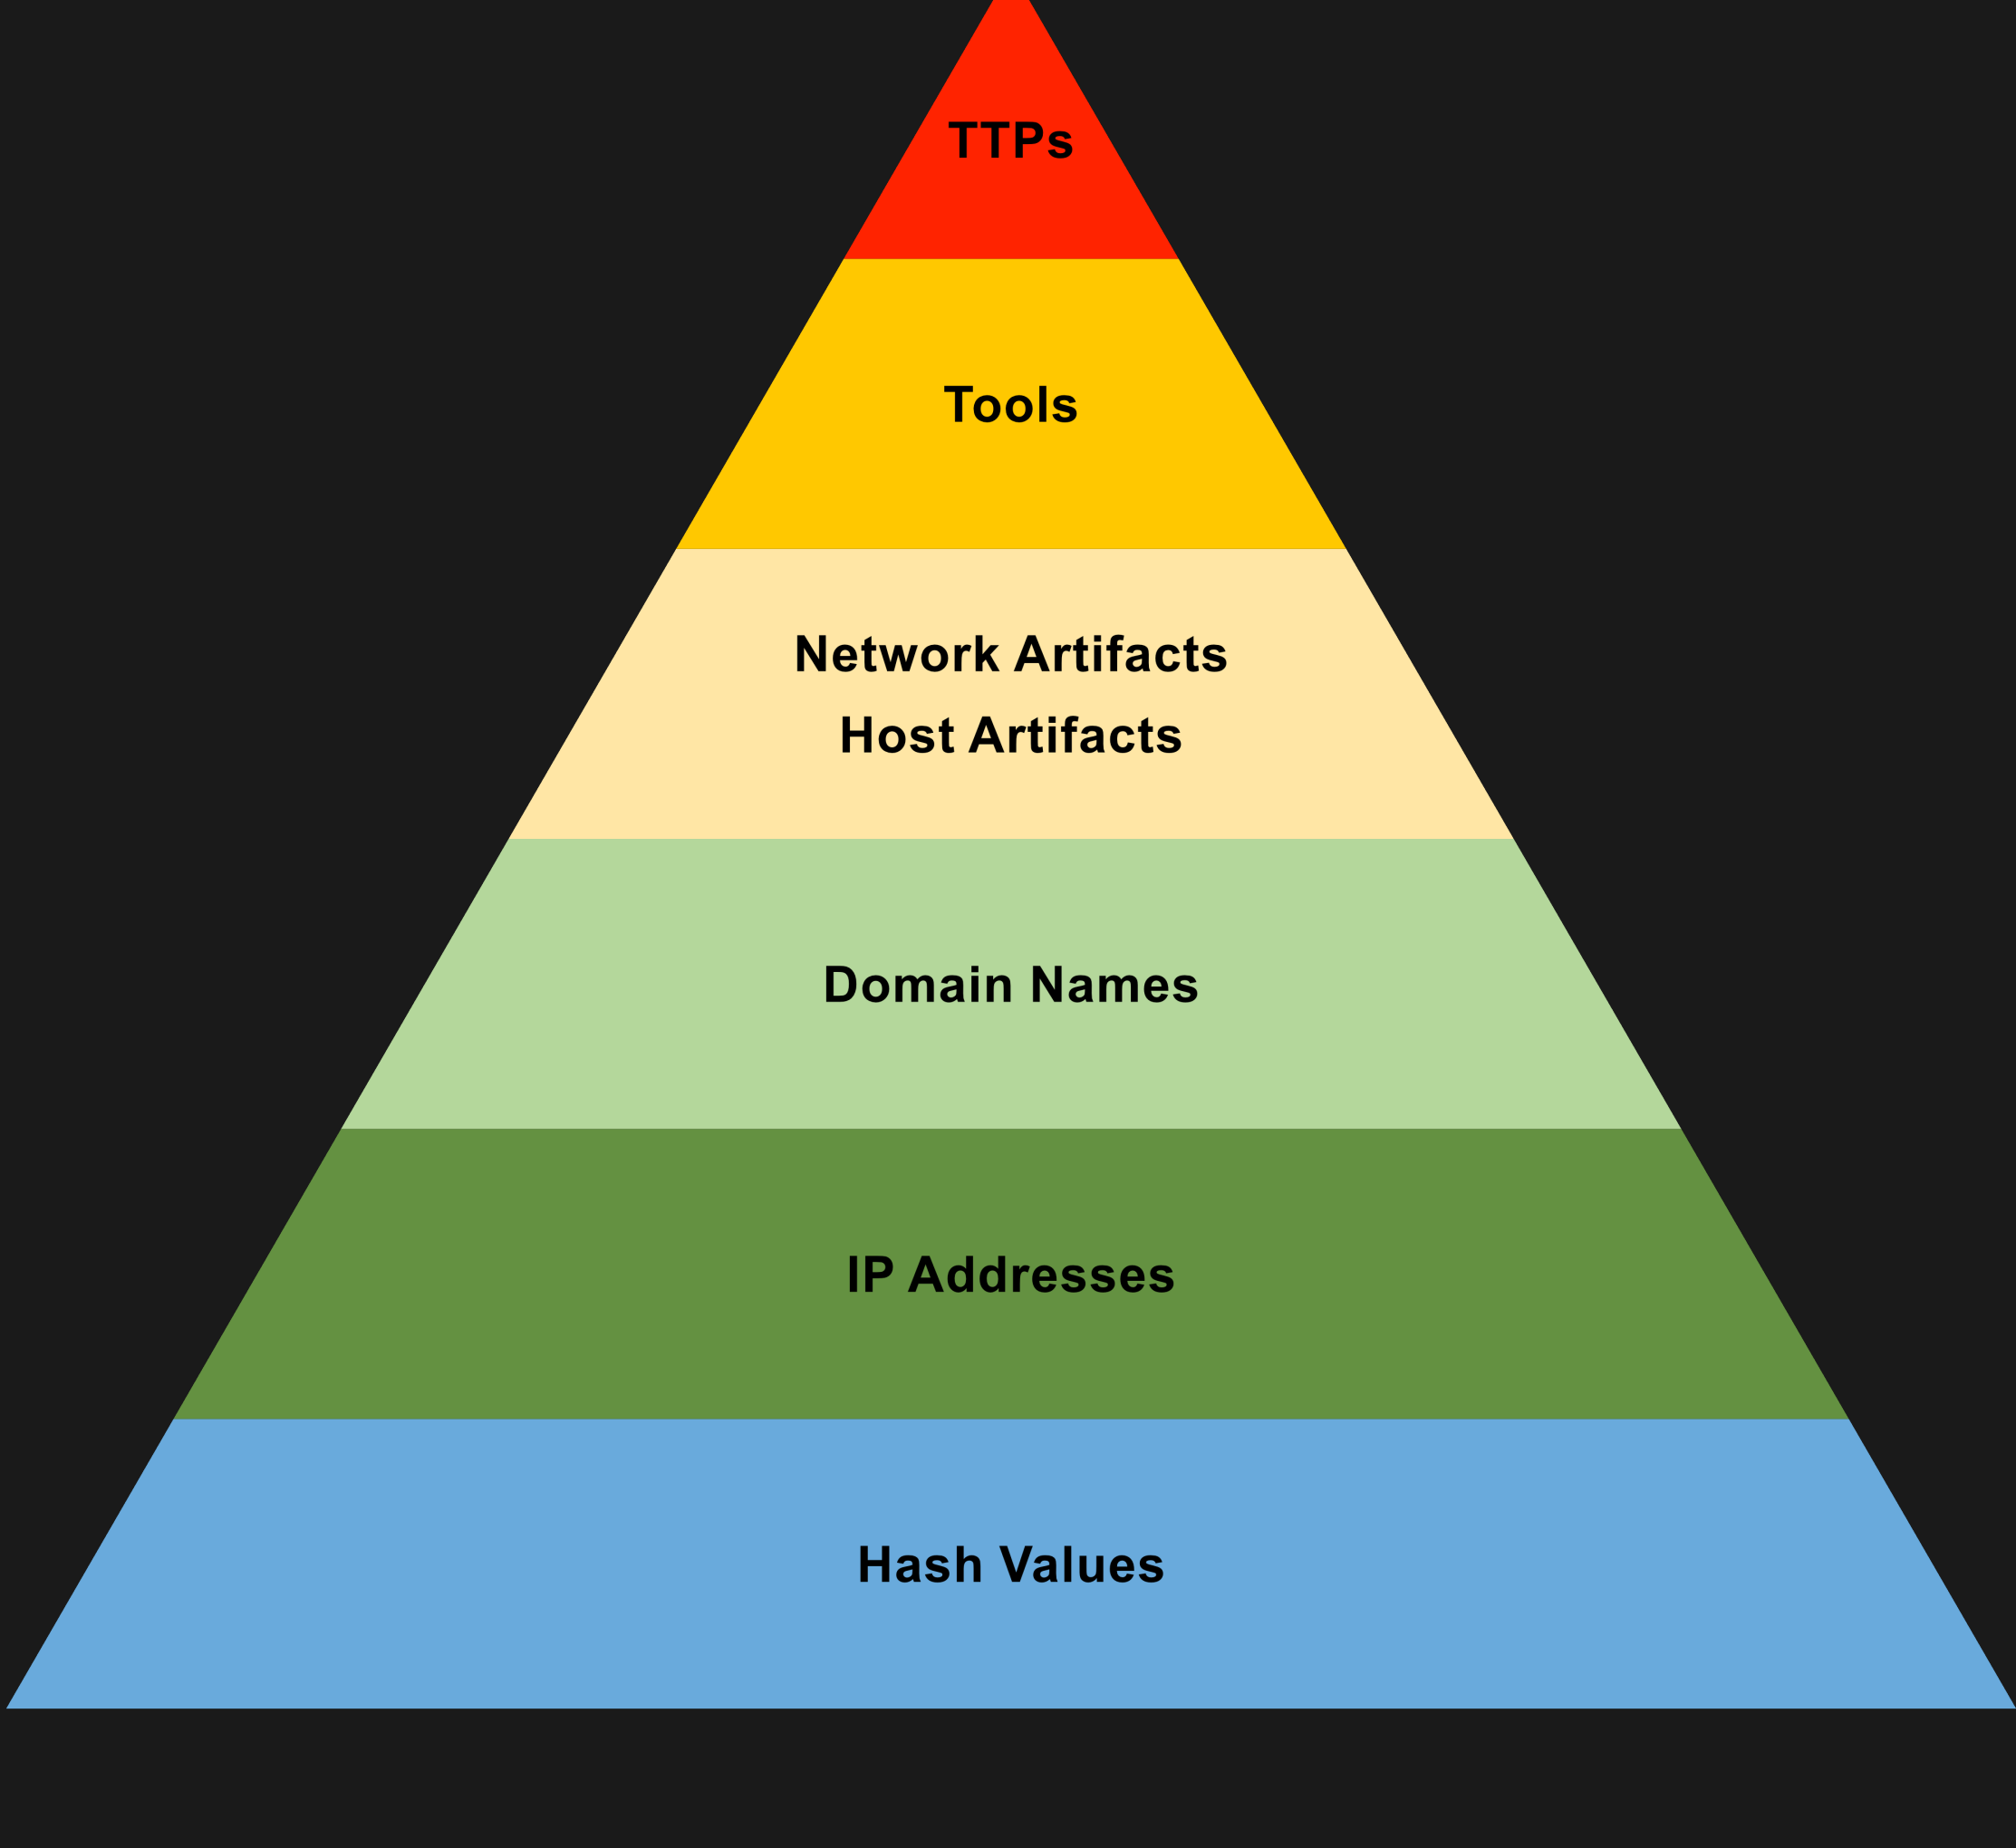 TTPs
Tools
Network Artifacts
Host Artifacts
Domain Names
IP Addresses
Hash Values